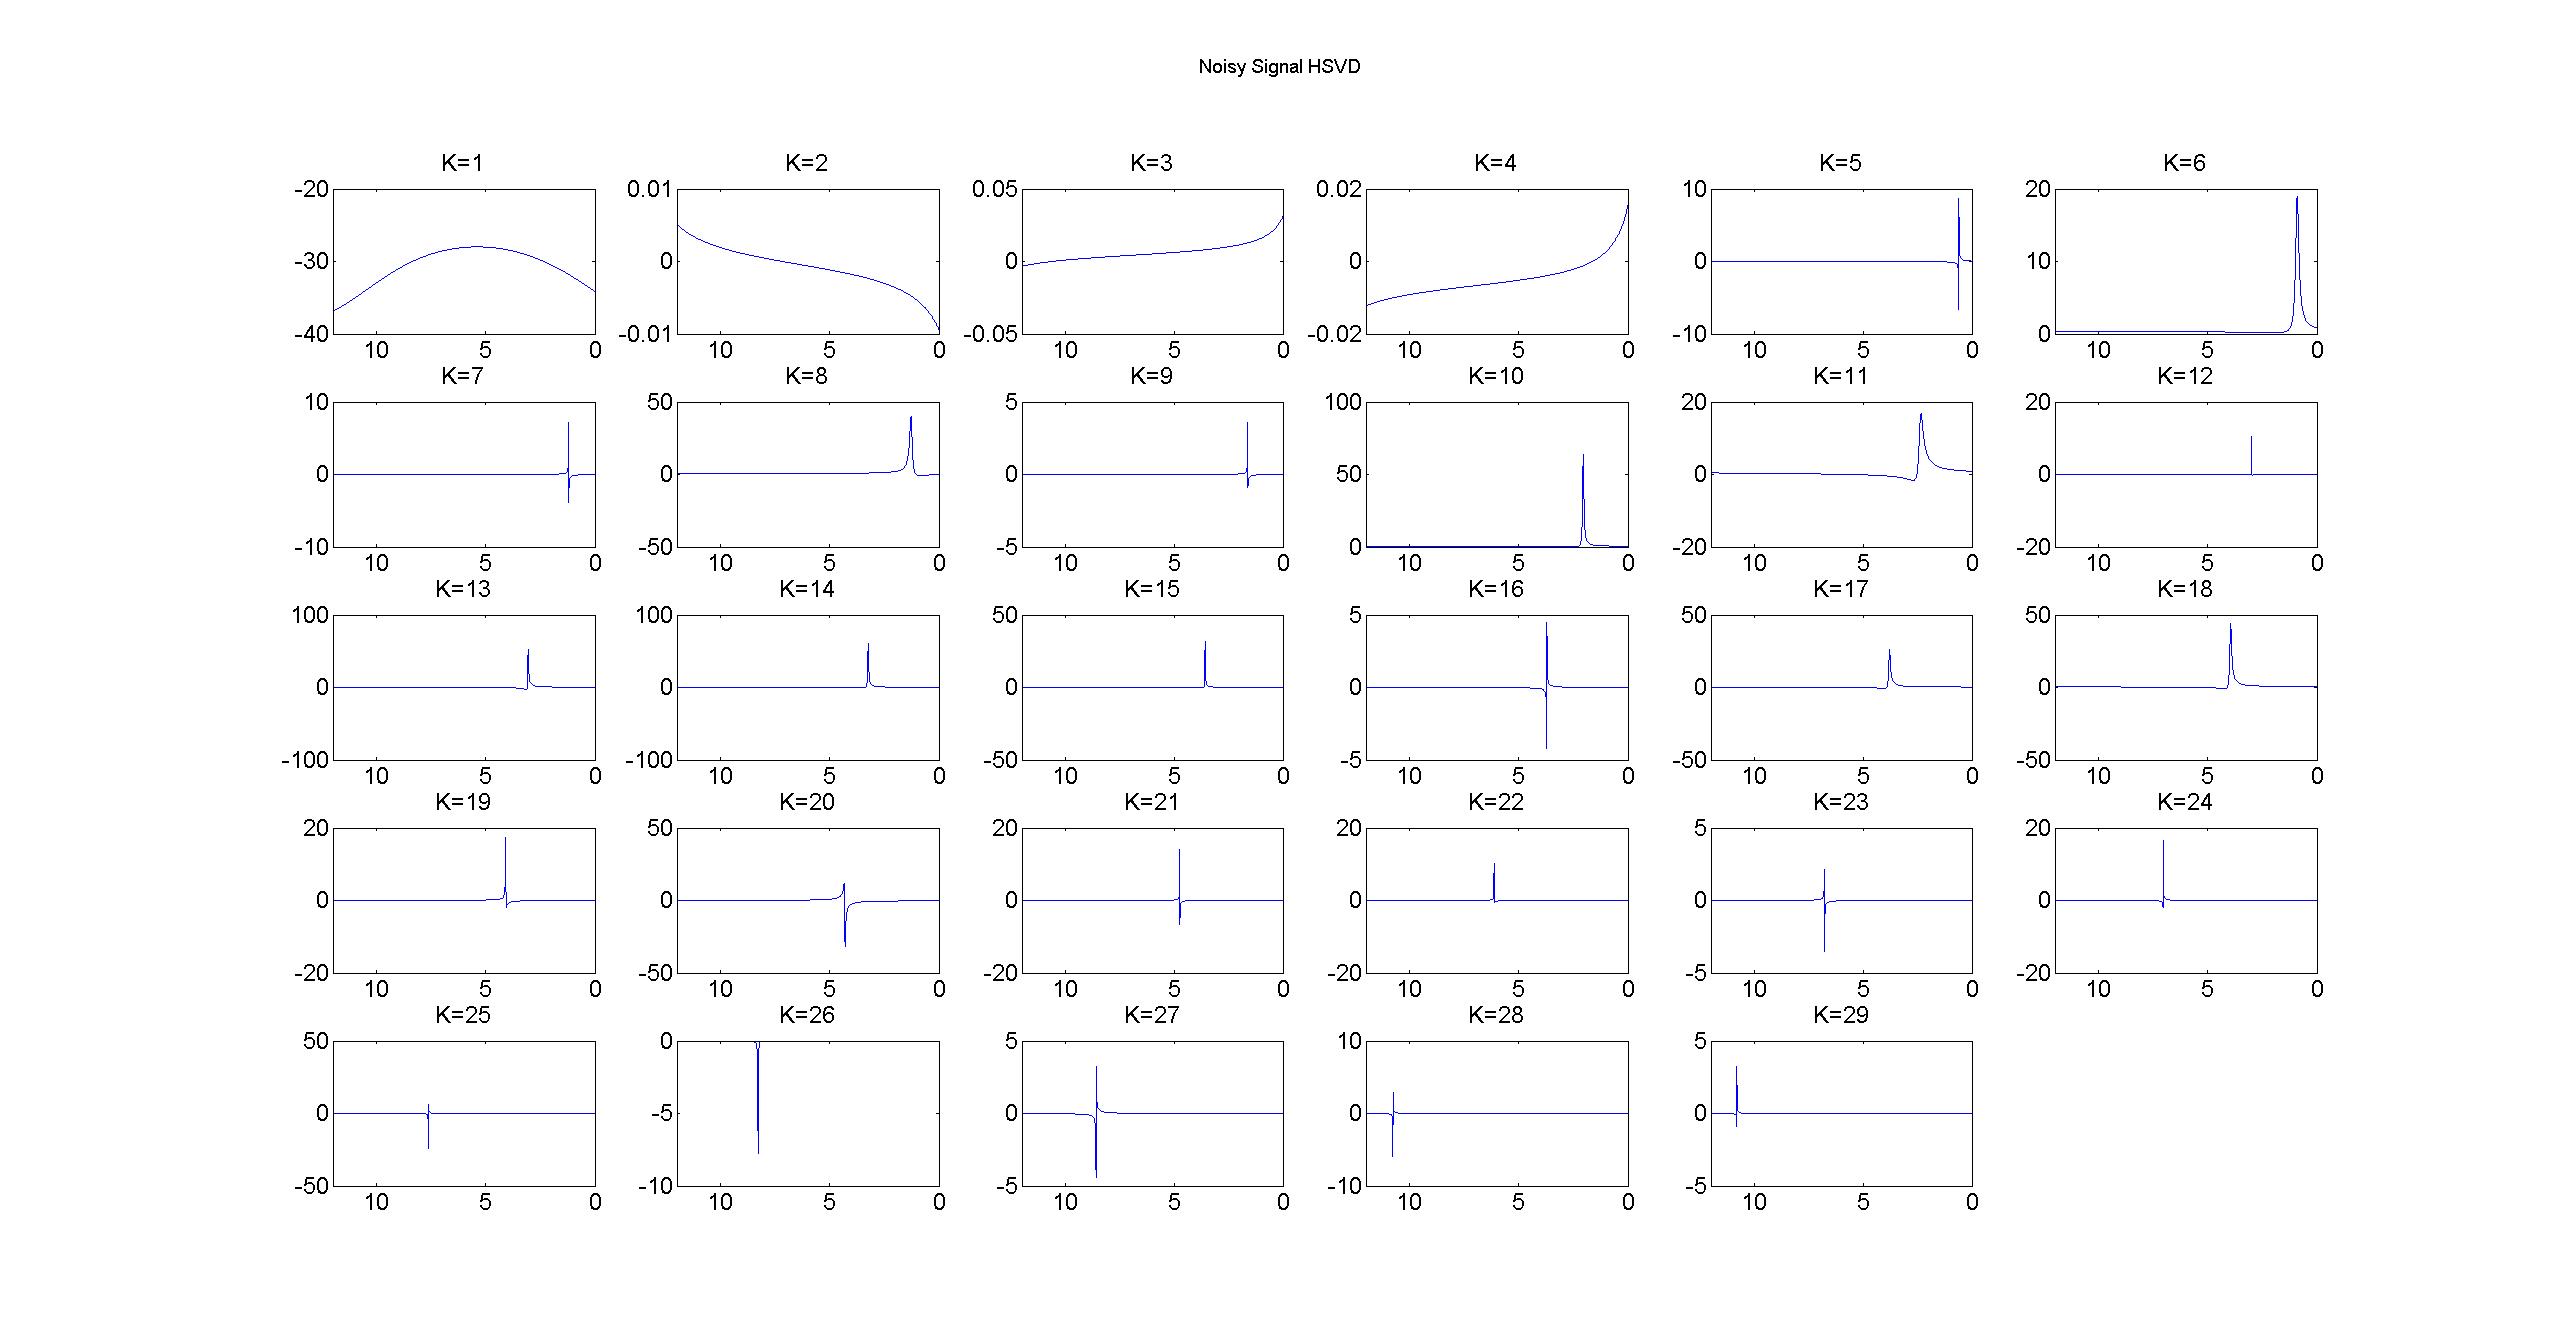 Noisy Signal HSVD
K=1 K=2 K=3 K=4 K=5 K=6
-20 0.01 0.05 0.02 10 20
-30 0 0 0 0 10
-40 -0.01 -0.05 -0.02 -10 0
10 5 0 10 5 0 10 5 0 10 5 0 10 5 0 10 5 0
K=7 K=8 K=9 K=10 K=11 K=12
10 50 5 100 20 20
0 0 0 50 0 0
-10 -50 -5 0 -20 -20
10 5 0 10 5 0 10 5 0 10 5 0 10 5 0 10 5 0
K=13 K=14 K=15 K=16 K=17 K=18
100 100 50 5 50 50
0 0 0 0 0 0
-100 -100 -50 -5 -50 -50
10 5 0 10 5 0 10 5 0 10 5 0 10 5 0 10 5 0
K=19 K=20 K=21 K=22 K=23 K=24
20 50 20 20 5 20
0 0 0 0 0 0
-20 -50 -20 -20 -5 -20
10 5 0 10 5 0 10 5 0 10 5 0 10 5 0 10 5 0
K=25 K=26 K=27 K=28 K=29
50 0 5 10 5
0 -5 0 0 0
-50 -10 -5 -10 -5
10 5 0 10 5 0 10 5 0 10 5 0 10 5 0